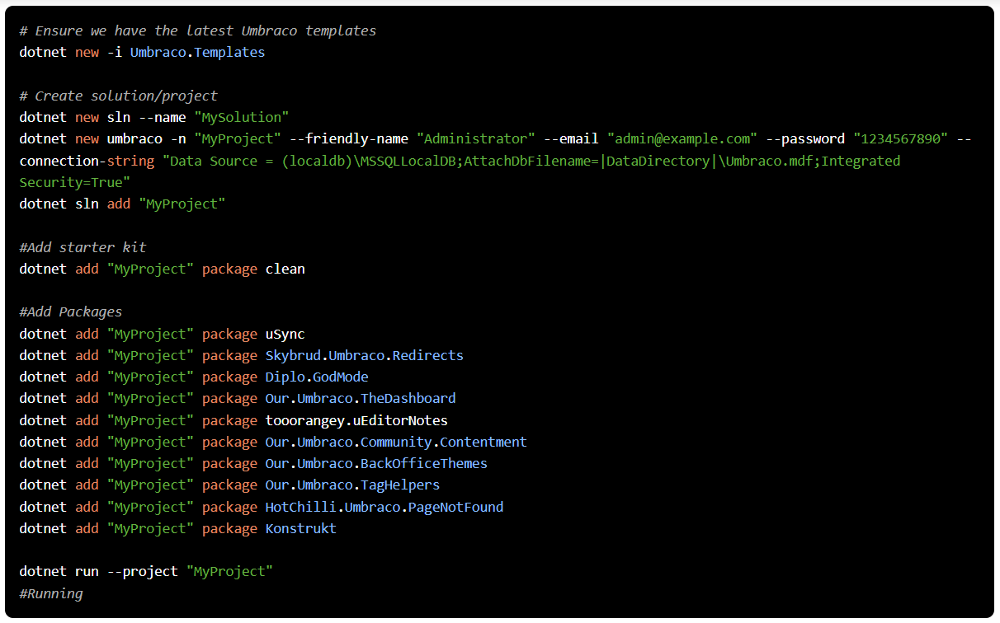 # Ensure we have the latest Umbraco templates
dotnet new -i Umbraco.Templates
# Create solution/project
dotnet new sln --name "MySolution"
dotnet new umbraco -n "MyProject" --friendly-name "Administrator" --email "admin@example.com" --password "1234567890" --
connection-string "Data Source = (localdb)\MSSQLLocalDB;AttachDbFilename=|DataDirectory|\Umbraco.mdf;Integrated
Security=True"
dotnet sln add "MyProject"
#Add starter kit
dotnet add "MyProject" package clean
#Add Packages
dotnet add "MyProject" package uSync
dotnet add "MyProject" package Skybrud.Umbraco.Redirects
dotnet add "MyProject" package Diplo.GodMode
dotnet add "MyProject" package Our.Umbraco.TheDashboard
dotnet add "MyProject" package tooorangey.uEditorNotes
dotnet add "MyProject" package Our.Umbraco.Community.Contentment
dotnet add "MyProject" package Our.Umbraco.BackOfficeThemes
dotnet add "MyProject" package Our.Umbraco.TagHelpers
dotnet add "MyProject" package HotChilli.Umbraco.PageNotFound
dotnet add "MyProject" package Konstrukt
dotnet run --project "MyProject"
#Running